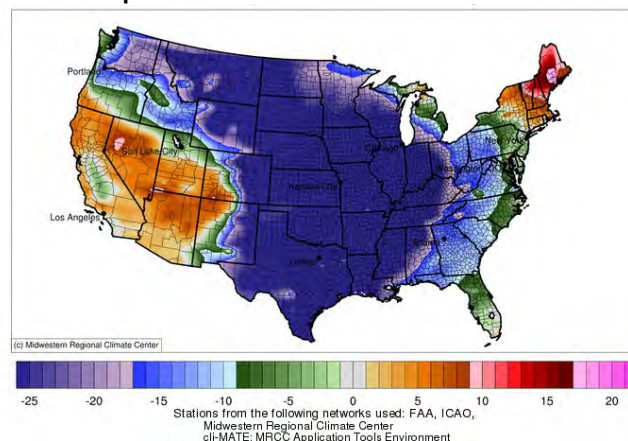 Portland
Salt Lake City
Chicago
New York
Washington
Kansas City
Los Angeles
(c) Midwestern Regional Climate Center
-25 -20 -15 -10 -5 0 5 10 15 20
Stations from the following networks used: FAA, ICAO,
Midwestern Regional Climate Center
cli-MATE: MRCC Application Tools Environment